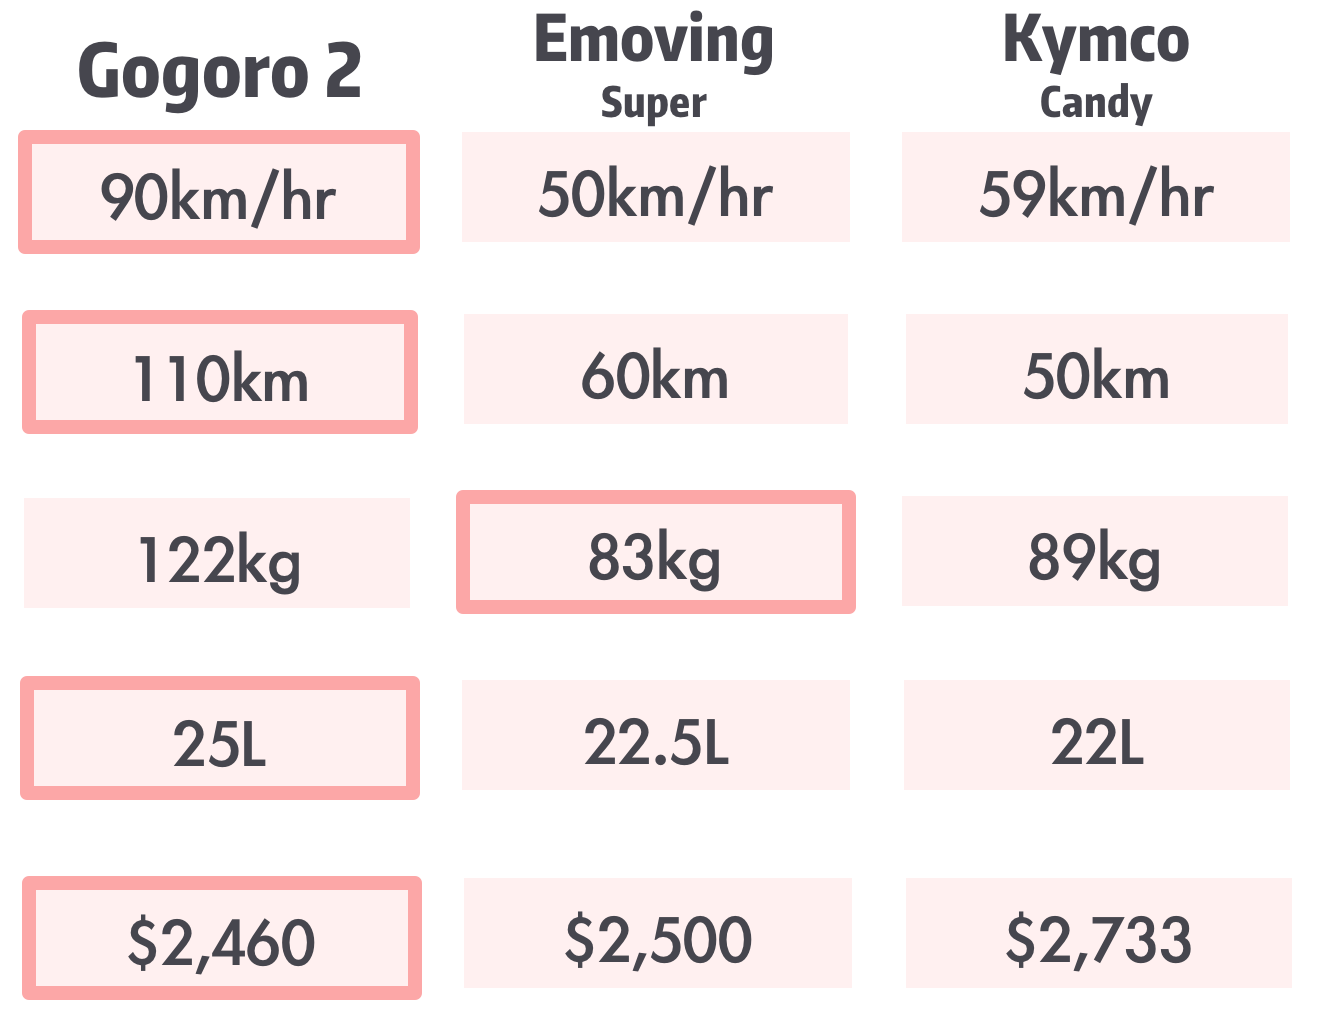 Gogoro 2
Emoving
Super
Kymco
Candy
90km/hr
50km/hr
59km/hr
110km
60km
50km
122kg
83kg
89kg
25L
22.5L
22L
$2,460
$2,500
$2,733